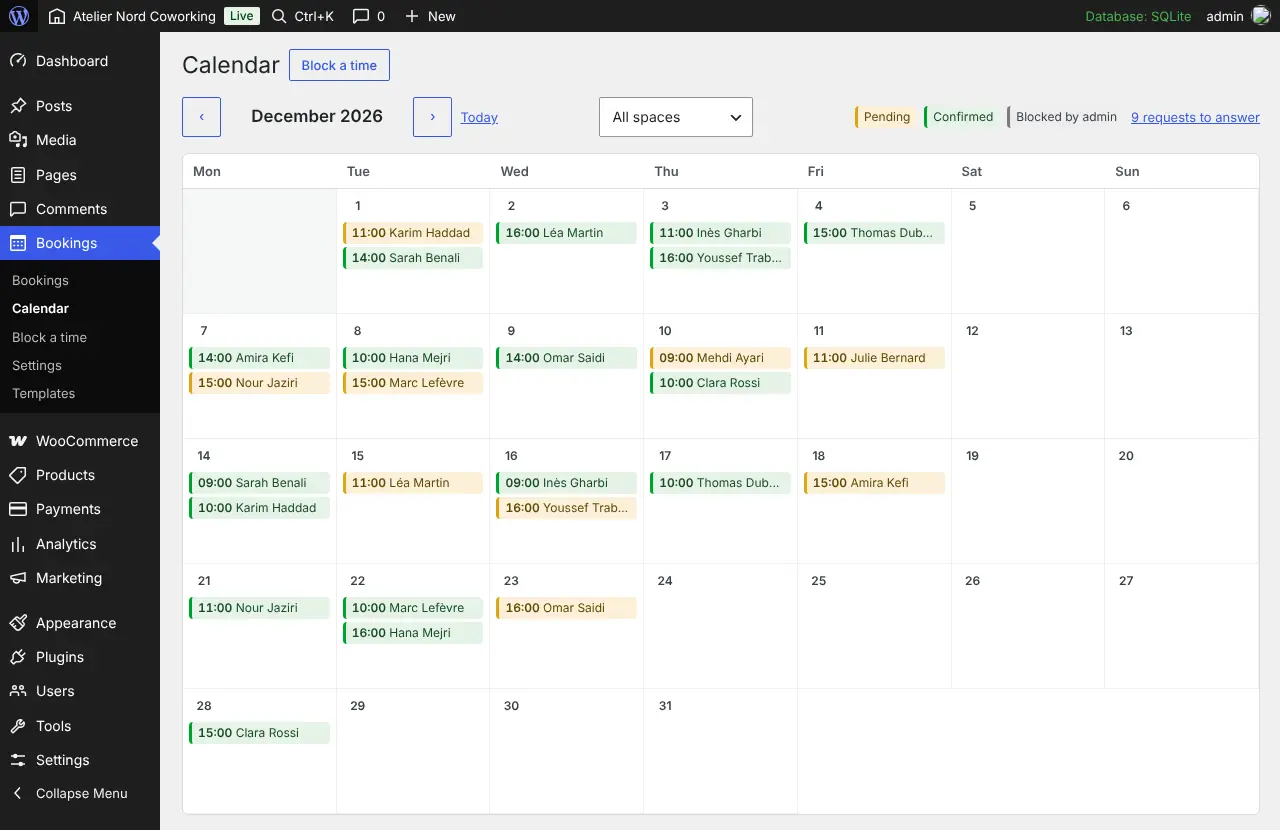 Atelier Nord Coworking Live Ctrl+K 0 New Database: SQLite admin
Dashboard
Posts
Media
Pages
Comments
Bookings
Bookings
Calendar
Block a time
Settings
Templates
WooCommerce
Products
Payments
Analytics
Marketing
Appearance
Plugins
Users
Tools
Settings
Collapse Menu
Calendar Block a time
‹ December 2026 › Today All spaces Pending Confirmed Blocked by admin 9 requests to answer
Mon Tue Wed Thu Fri Sat Sun
1 2 3 4 5 6
11:00 Karim Haddad 16:00 Léa Martin 11:00 Inès Gharbi 15:00 Thomas Dub...
14:00 Sarah Benali 16:00 Youssef Trab...
7 8 9 10 11 12 13
14:00 Amira Kefi 10:00 Hana Mejri 14:00 Omar Saidi 09:00 Mehdi Ayari 11:00 Julie Bernard
15:00 Nour Jaziri 15:00 Marc Lefèvre 10:00 Clara Rossi
14 15 16 17 18 19 20
09:00 Sarah Benali 11:00 Léa Martin 09:00 Inès Gharbi 10:00 Thomas Dub... 15:00 Amira Kefi
10:00 Karim Haddad 16:00 Youssef Trab...
21 22 23 24 25 26 27
11:00 Nour Jaziri 10:00 Marc Lefèvre 16:00 Omar Saidi
16:00 Hana Mejri
28 29 30 31
15:00 Clara Rossi